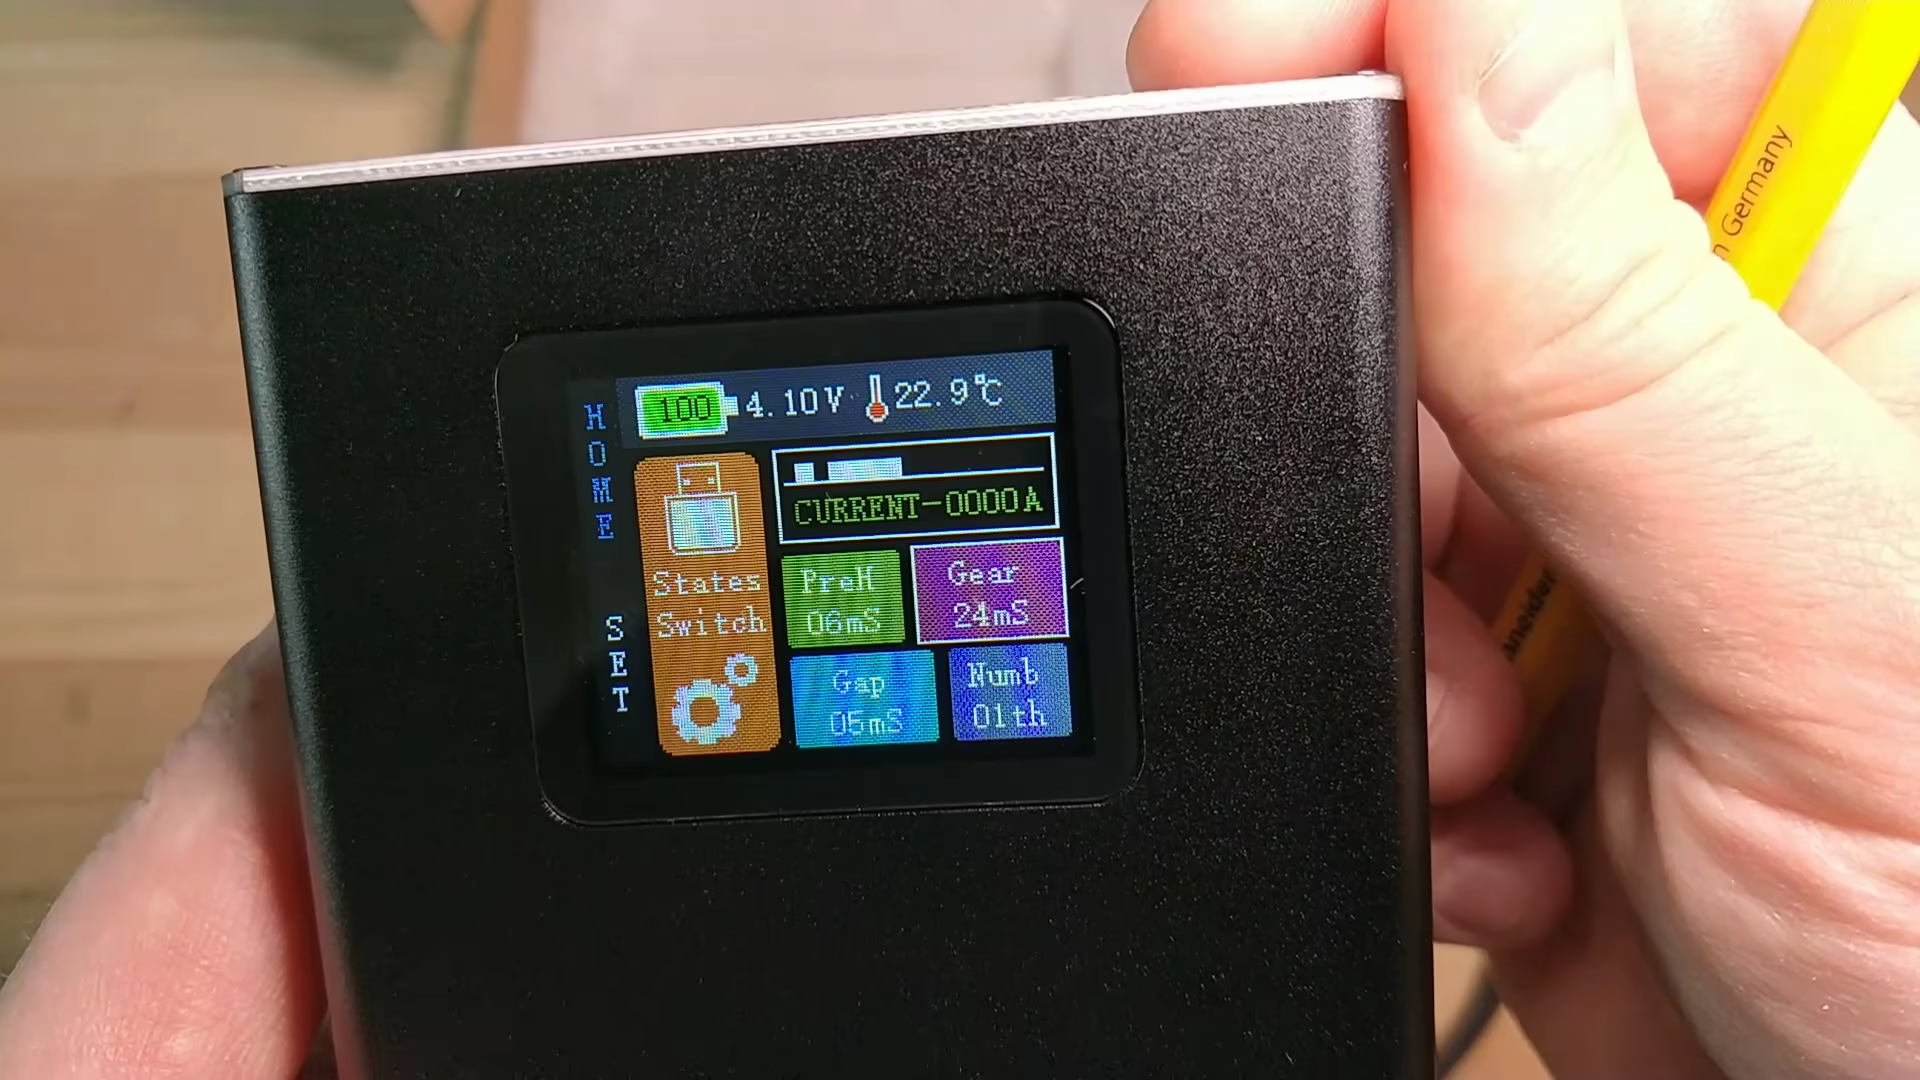 HOME
SET
100 4.10V 22.9℃
States
Switch
CURRENT-0000A
PreH
06mS
Gear
24mS
Gap
05mS
Numb
01th
n Germany
aneider